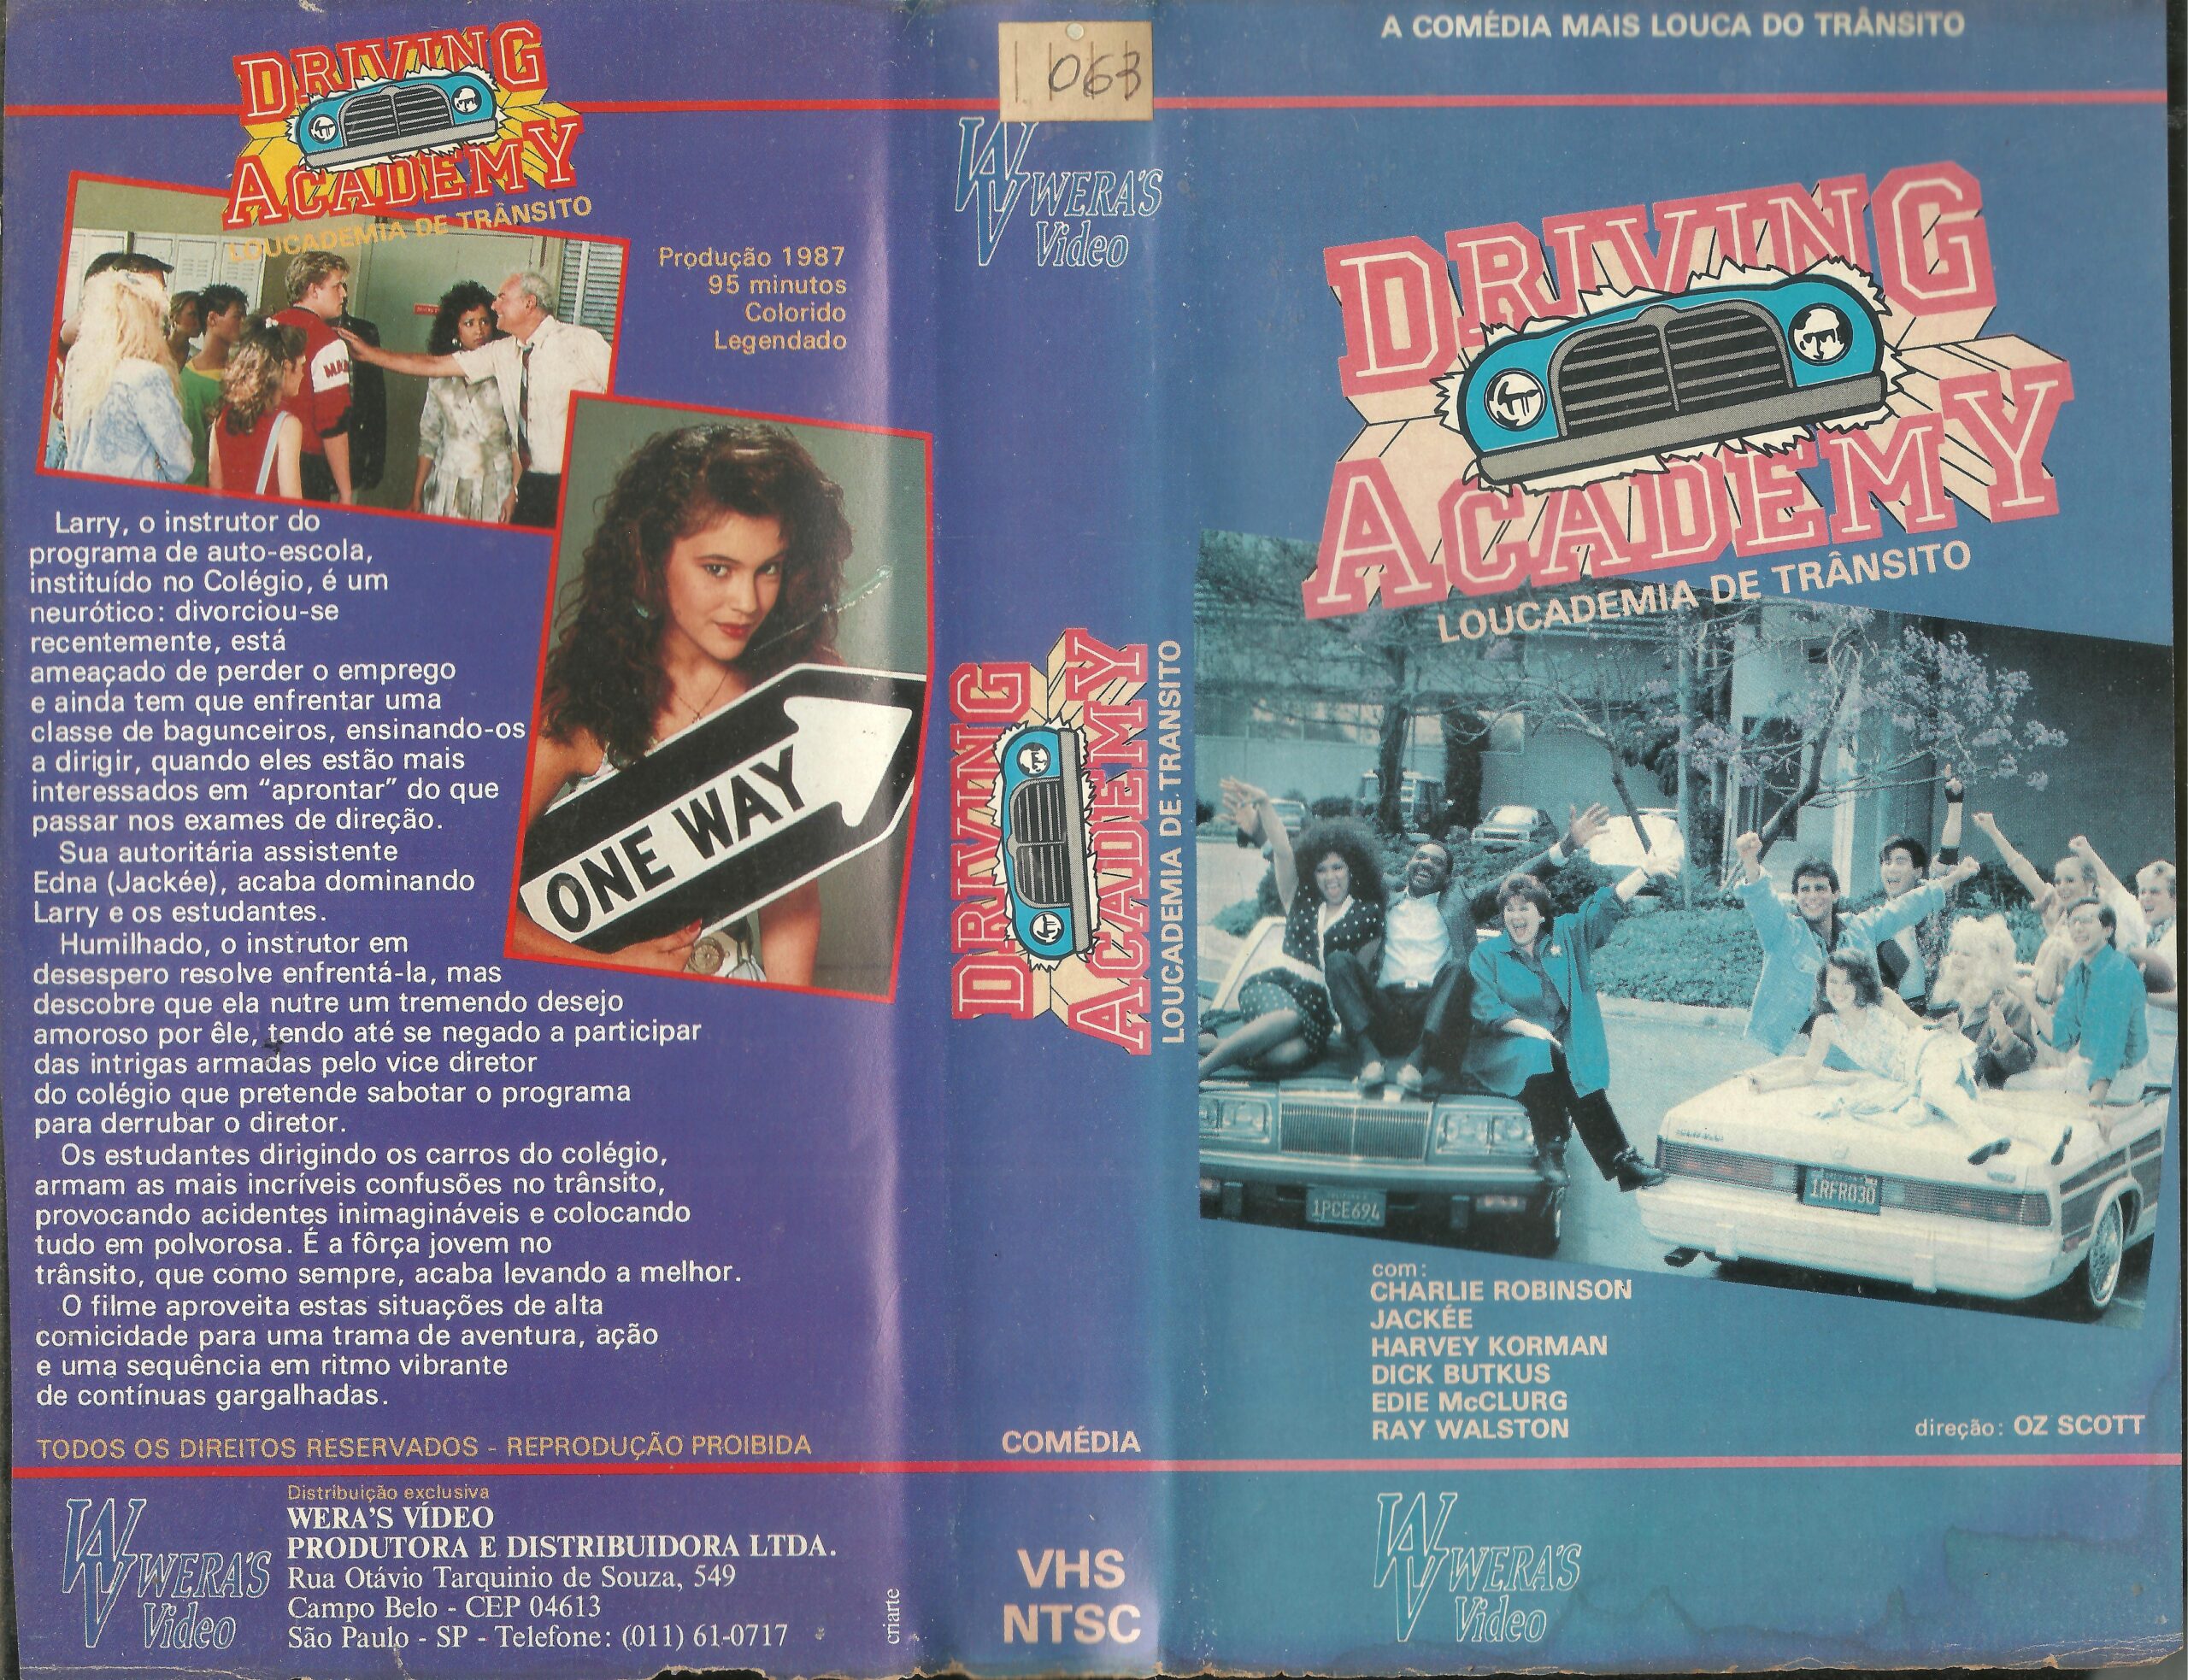 DRIVING
ACADEMY
LOUCADEMIA DE TRÂNSITO
Produção 1987
95 minutos
Colorido
Legendado
ONE WAY
Larry, o instrutor do
programa de auto-escola,
instituído no Colégio, é um
neurótico: divorciou-se
recentemente, está
ameaçado de perder o emprego
e ainda tem que enfrentar uma
classe de bagunceiros, ensinando-os
a dirigir, quando eles estão mais
interessados em “aprontar” do que
passar nos exames de direção.
Sua autoritária assistente
Edna (Jackée), acaba dominando
Larry e os estudantes.
Humilhado, o instrutor em
desespero resolve enfrentá-la, mas
descobre que ela nutre um tremendo desejo
amoroso por êle, tendo até se negado a participar
das intrigas armadas pelo vice diretor
do colégio que pretende sabotar o programa
para derrubar o diretor.
Os estudantes dirigindo os carros do colégio,
armam as mais incríveis confusões no trânsito,
provocando acidentes inimagináveis e colocando
tudo em polvorosa. É a fôrça jovem no
trânsito, que como sempre, acaba levando a melhor.
O filme aproveita estas situações de alta
comicidade para uma trama de aventura, ação
e uma sequência em ritmo vibrante
de contínuas gargalhadas.
TODOS OS DIREITOS RESERVADOS - REPRODUÇÃO PROIBIDA
WERA'S
Video
Distribuição exclusiva
WERA'S VÍDEO
PRODUTORA E DISTRIBUIDORA LTDA.
Rua Otávio Tarquinio de Souza, 549
Campo Belo - CEP 04613
São Paulo - SP - Telefone: (011) 61-0717
criarte
063
WERA'S
Video
DRIVING
ACADEMY
LOUCADEMIA DE TRANSITO
COMÉDIA
VHS
NTSC
A COMÉDIA MAIS LOUCA DO TRÂNSITO
DRIVING
ACADEMY
LOUCADEMIA DE TRÂNSITO
1PCE694
1RFR030
com:
CHARLIE ROBINSON
JACKÉE
HARVEY KORMAN
DICK BUTKUS
EDIE McCLURG
RAY WALSTON
direção: OZ SCOTT
WERA'S
Video